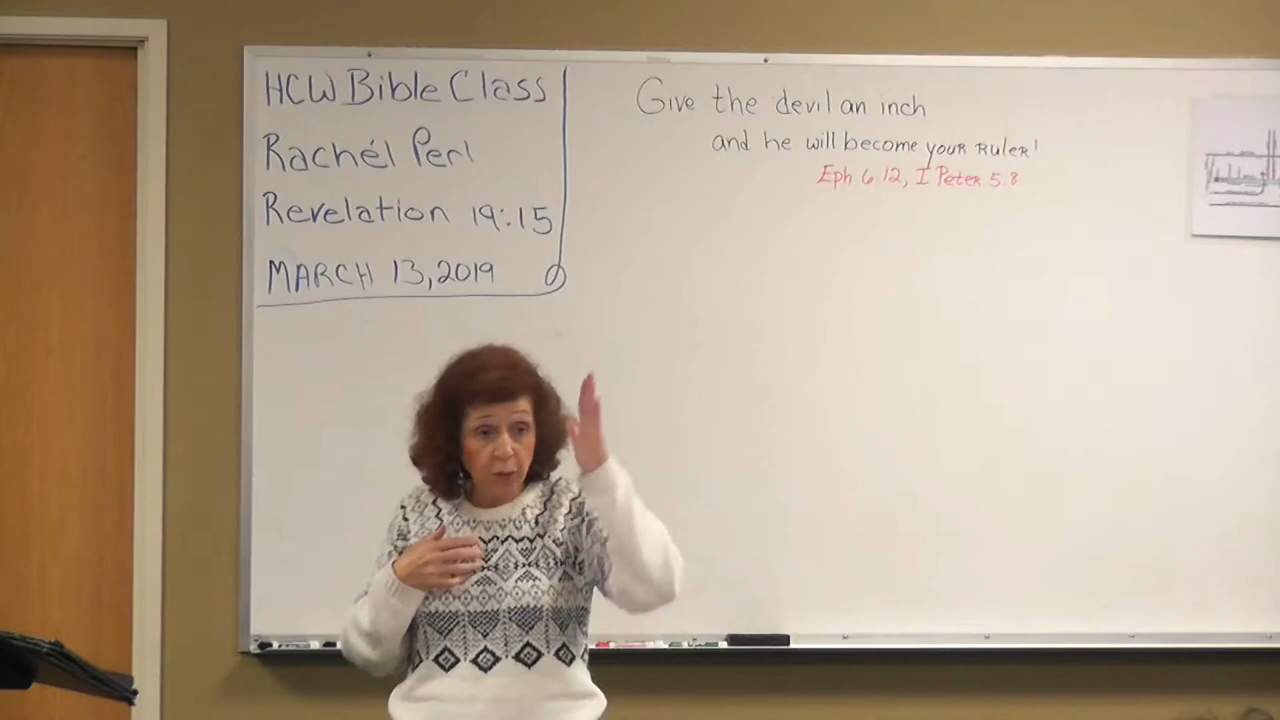 HCW Bible Class
Rachél Perl
Revelation 19:15
MARCH 13,2019
Give the devil an inch
and he will become your RuleR!
Eph 6.12, I Peter 5.8